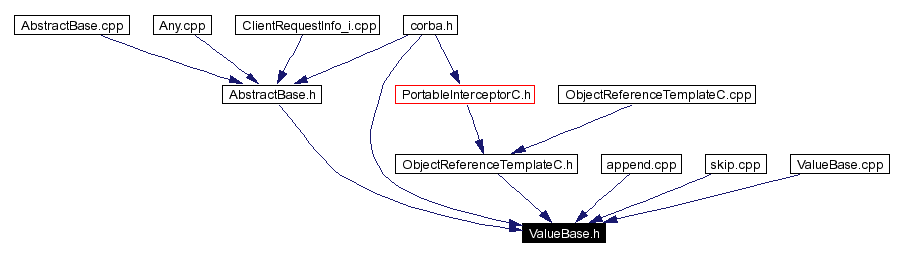 AbstractBase.cpp
Any.cpp
ClientRequestInfo_i.cpp
corba.h
AbstractBase.h
PortableInterceptorC.h
ObjectReferenceTemplateC.cpp
ObjectReferenceTemplateC.h
append.cpp
skip.cpp
ValueBase.cpp
ValueBase.h